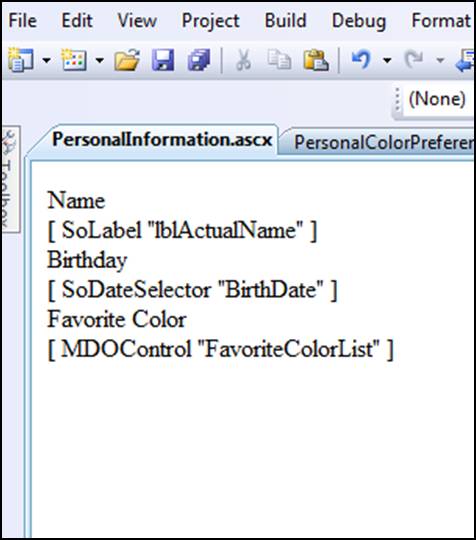 File View Project Build Debug Format
(None)
PersonalInformation.ascx PersonalColorPreferen
Toolbox
Name
[ SoLabel "lblActualName" ]
Birthday
[ SoDateSelector "BirthDate" ]
Favorite Color
[ MDOControl "FavoriteColorList" ]